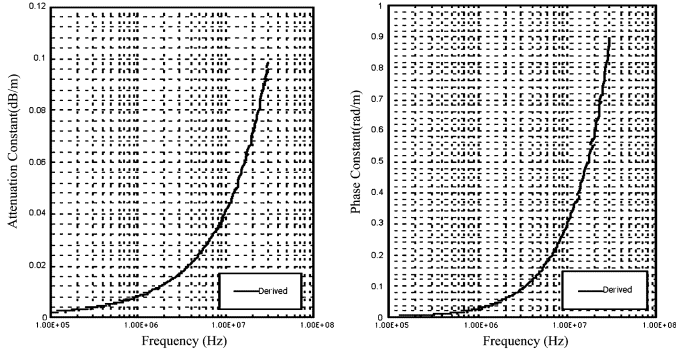 0.12
0.1
0.08
0.06
0.04
0.02
0
Attenuation Constant(dB/m)
1.00E+05 1.00E+06 1.00E+07 1.00E+08
Frequency (Hz)
Derived
1
0.9
0.8
0.7
0.6
0.5
0.4
0.3
0.2
0.1
0
Phase Constant(rad/m)
1.00E+05 1.00E+06 1.00E+07 1.00E+08
Frequency (Hz)
Derived